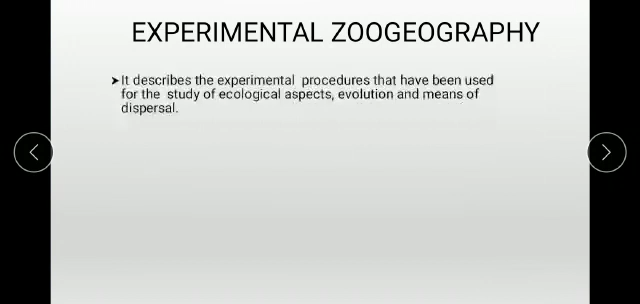 EXPERIMENTAL ZOOGEOGRAPHY
➤It describes the experimental procedures that have been used
for the study of ecological aspects, evolution and means of
dispersal.